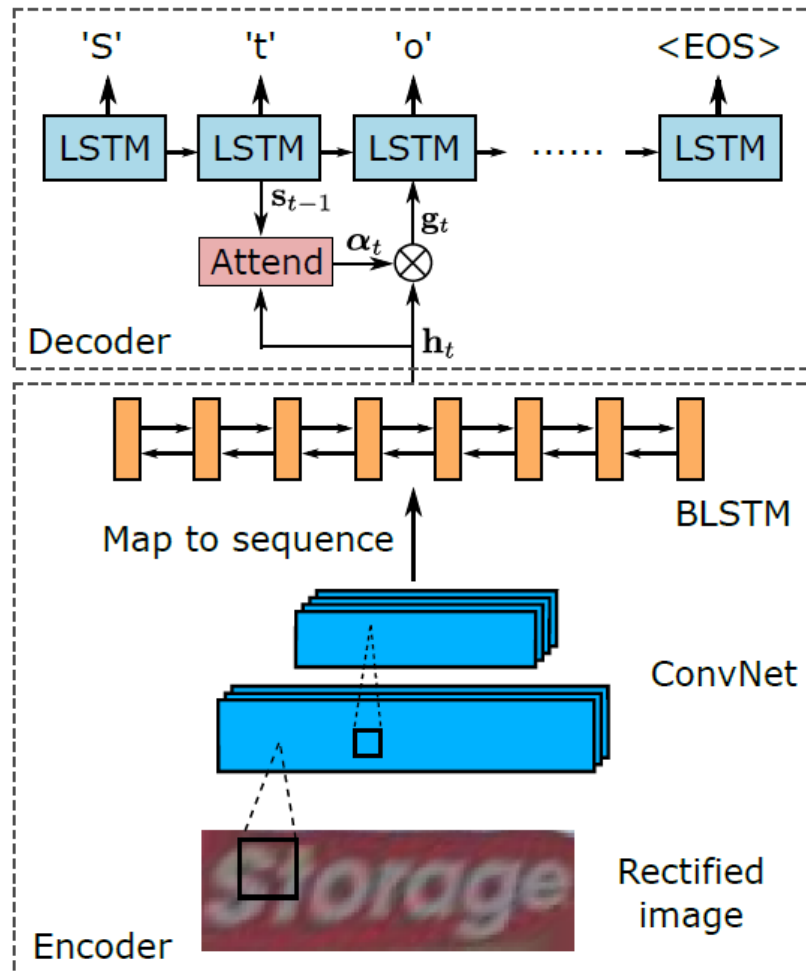 'S' 't' 'o' <EOS>
LSTM LSTM LSTM ...... LSTM
sₜ₋₁
gₜ
Attend αₜ
Decoder hₜ
BLSTM
Map to sequence
ConvNet
Storage
Rectified
image
Encoder